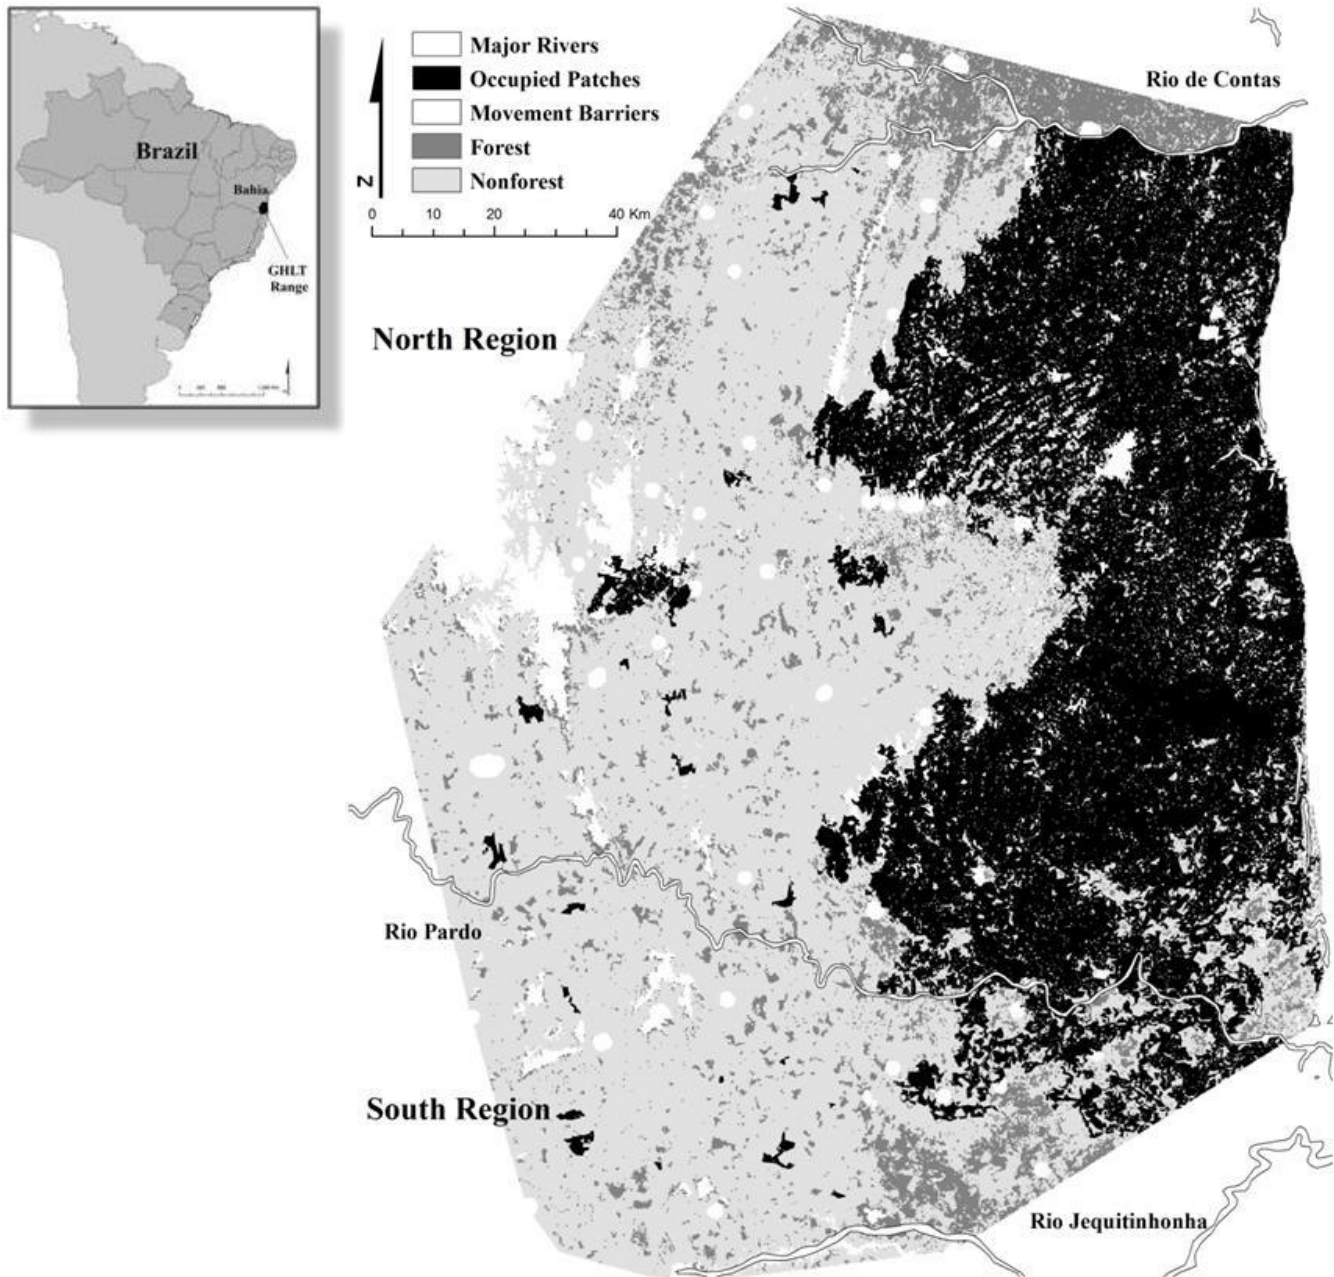 Brazil
Bahia
GHLT
Range
Major Rivers
Occupied Patches
Movement Barriers
Forest
Nonforest
N
0 10 20 40 Km
Rio de Contas
North Region
Rio Pardo
South Region
Rio Jequitinhonha